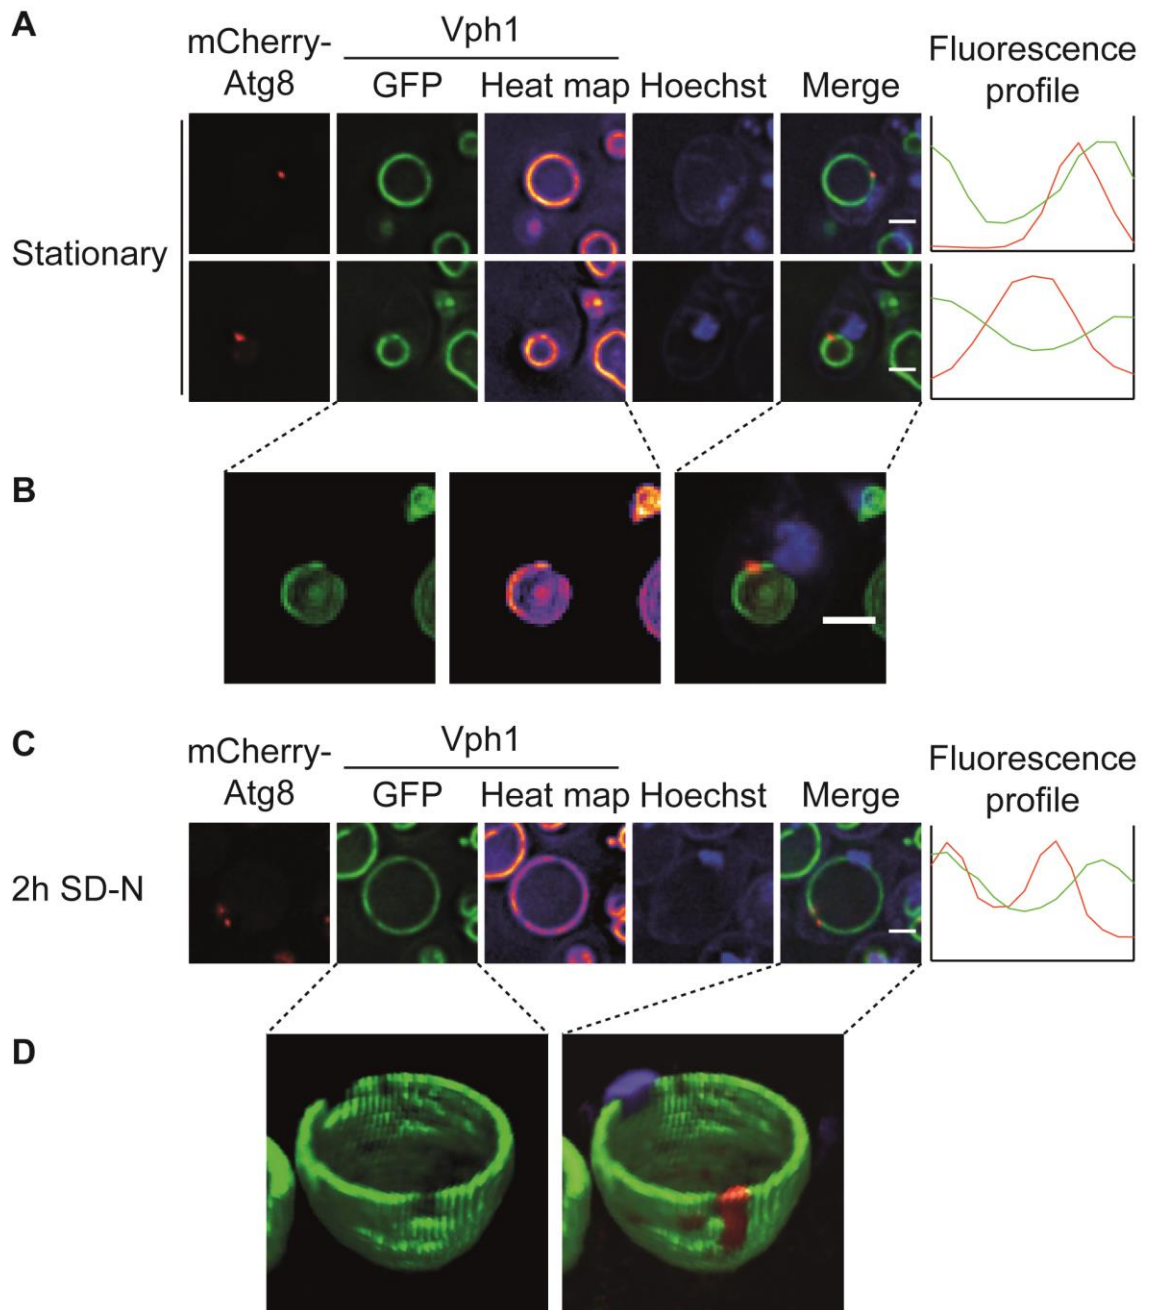 A
mCherry-
Atg8
Vph1
GFP
Heat map
Hoechst
Merge
Fluorescence
profile
Stationary
B
C
mCherry-
Atg8
Vph1
GFP
Heat map
Hoechst
Merge
Fluorescence
profile
2h SD-N
D